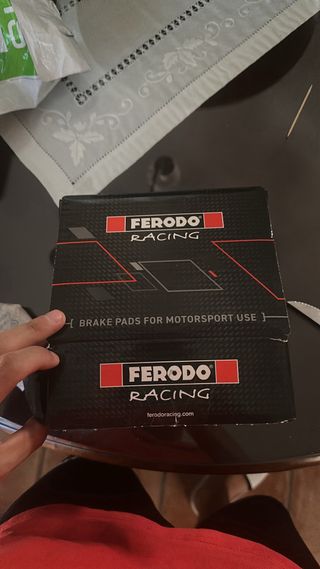 FERODO®
RACING
[ BRAKE PADS FOR MOTORSPORT USE ]
FERODO®
RACING
ferodoracing.com